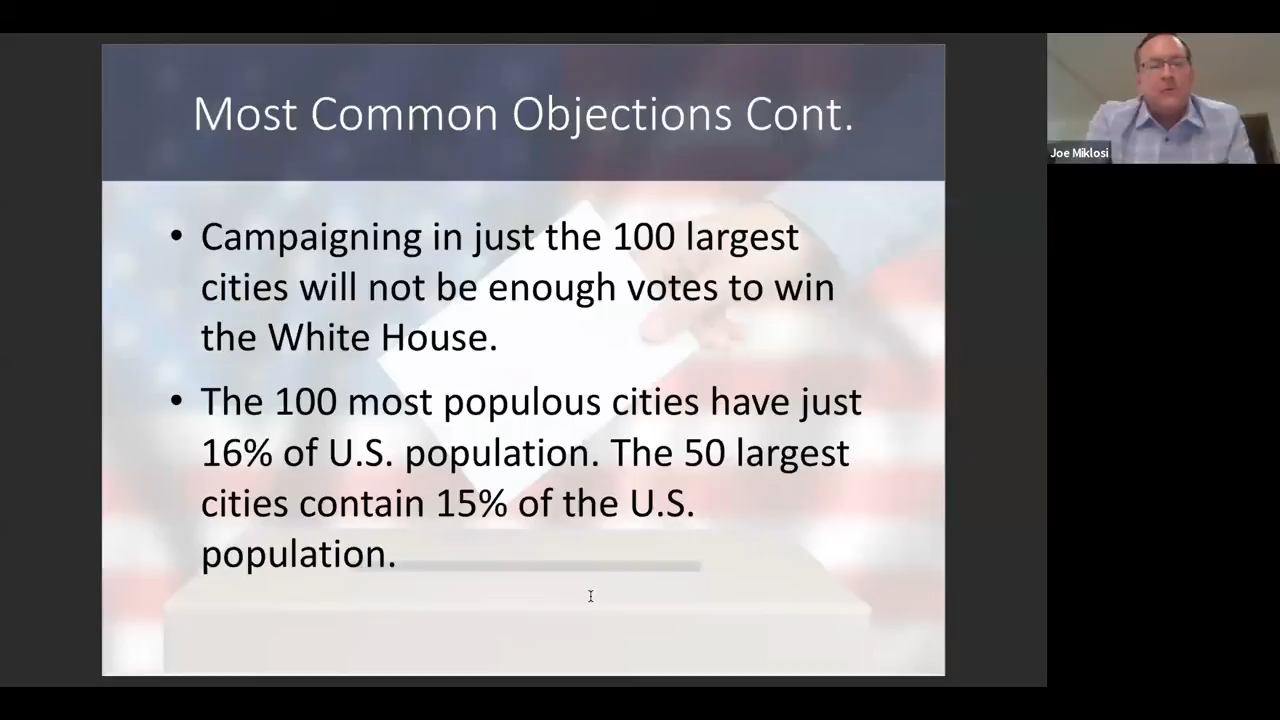 Most Common Objections Cont.
• Campaigning in just the 100 largest
cities will not be enough votes to win
the White House.
• The 100 most populous cities have just
16% of U.S. population. The 50 largest
cities contain 15% of the U.S.
population.
Joe Miklosi